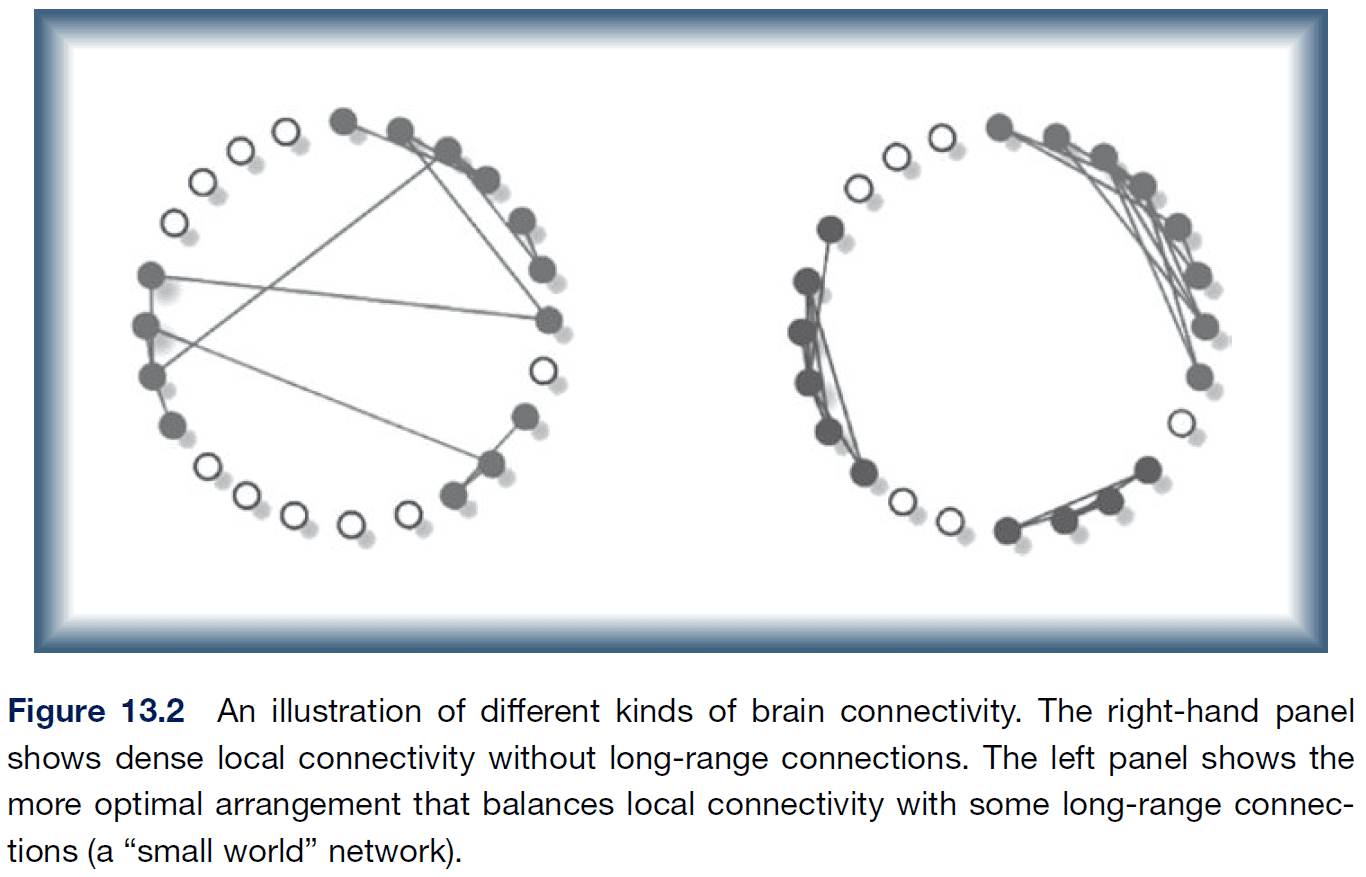 Figure 13.2 An illustration of different kinds of brain connectivity. The right-hand panel
shows dense local connectivity without long-range connections. The left panel shows the
more optimal arrangement that balances local connectivity with some long-range connec-
tions (a “small world” network).